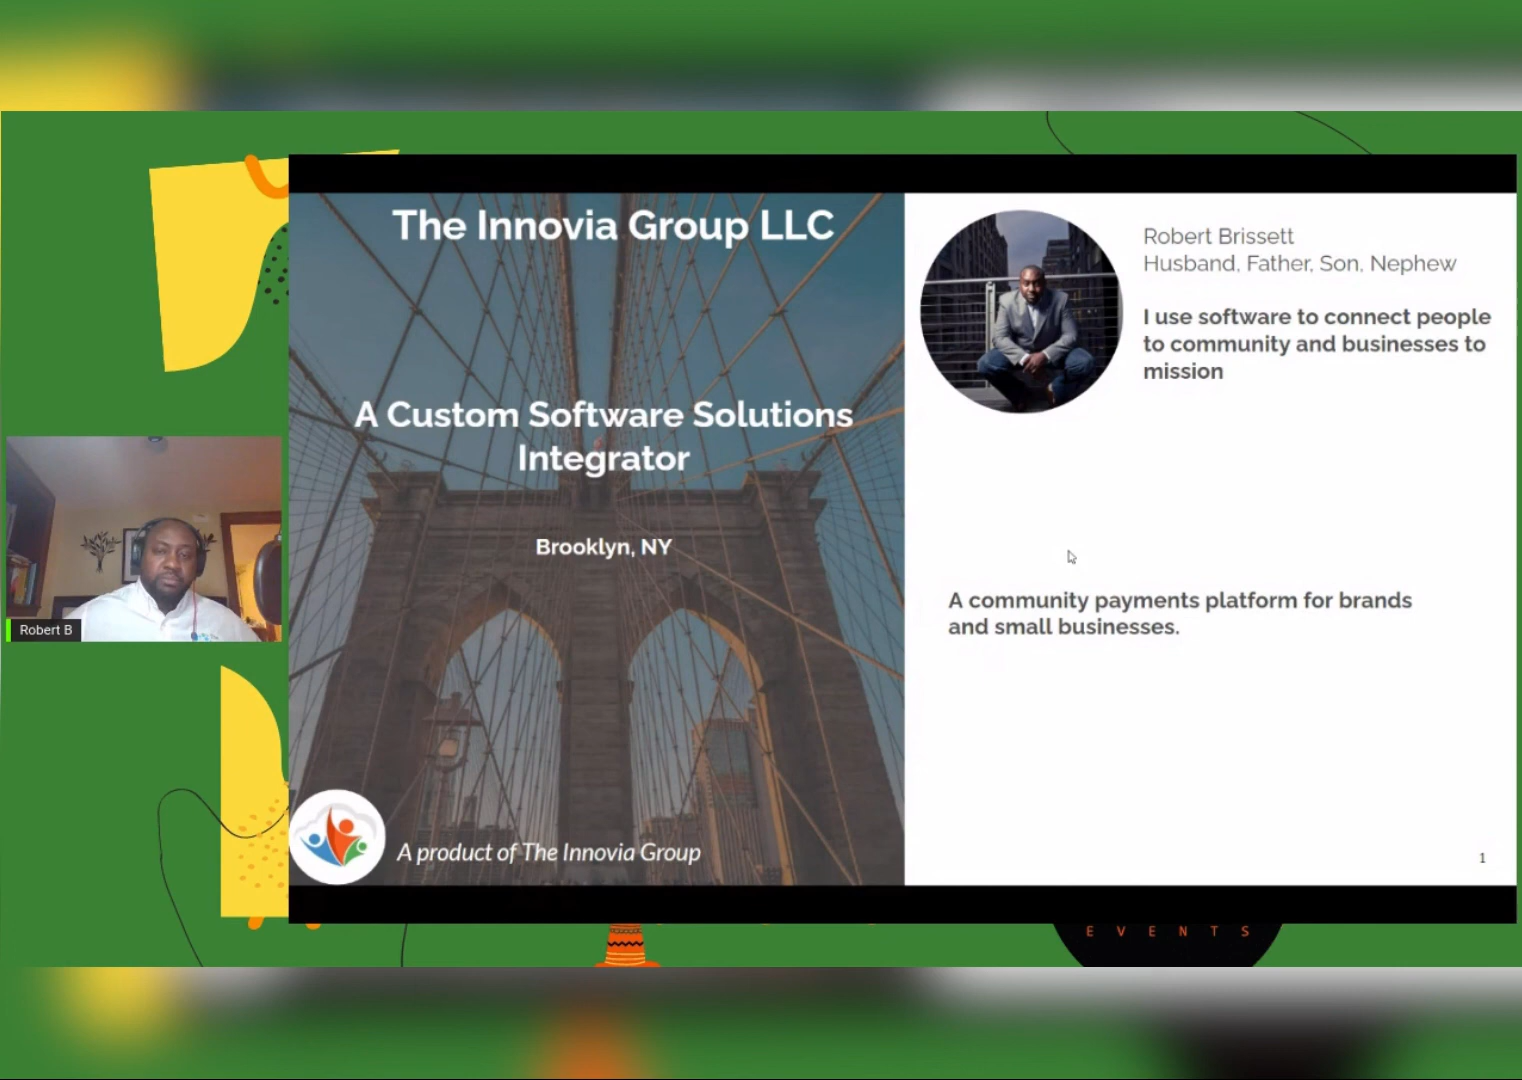 The Innovia Group LLC
A Custom Software Solutions
Integrator
Brooklyn, NY
A product of The Innovia Group
Robert Brissett
Husband, Father, Son, Nephew
I use software to connect people
to community and businesses to
mission
A community payments platform for brands
and small businesses.
1
Robert B
EVENTS